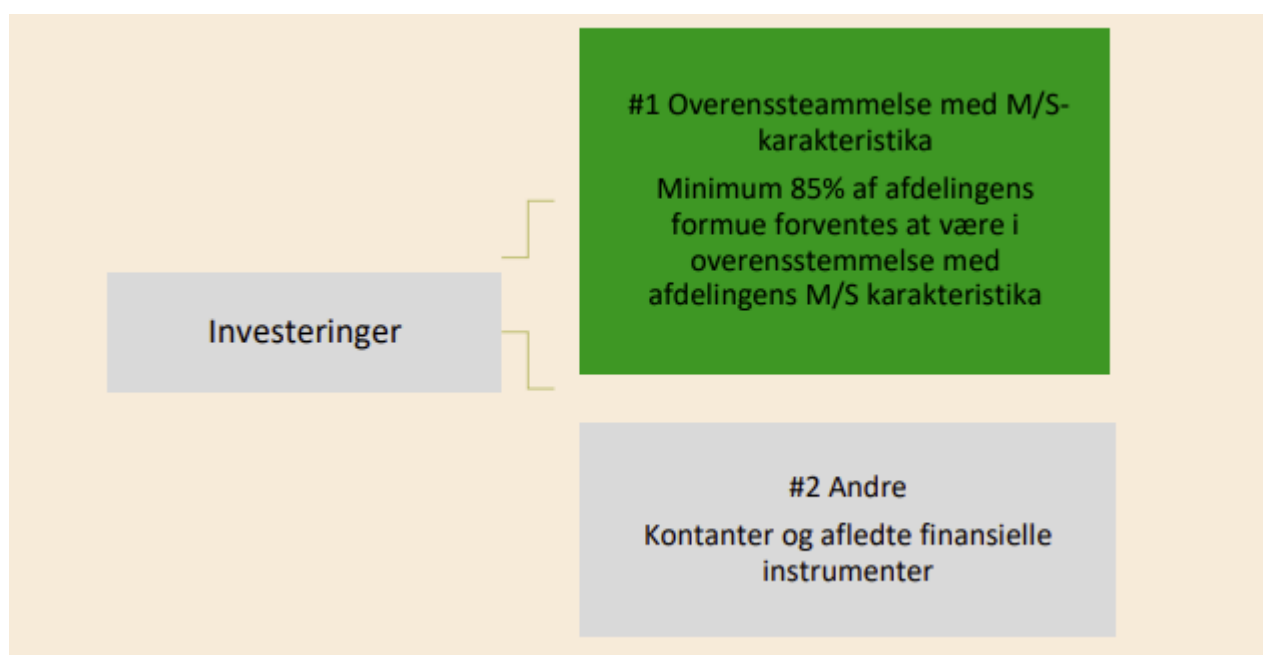 #1 Overenssteammelse med M/S-
karakteristika
Minimum 85% af afdelingens
formue forventes at være i
overensstemmelse med
afdelingens M/S karakteristika
Investeringer
#2 Andre
Kontanter og afledte finansielle
instrumenter